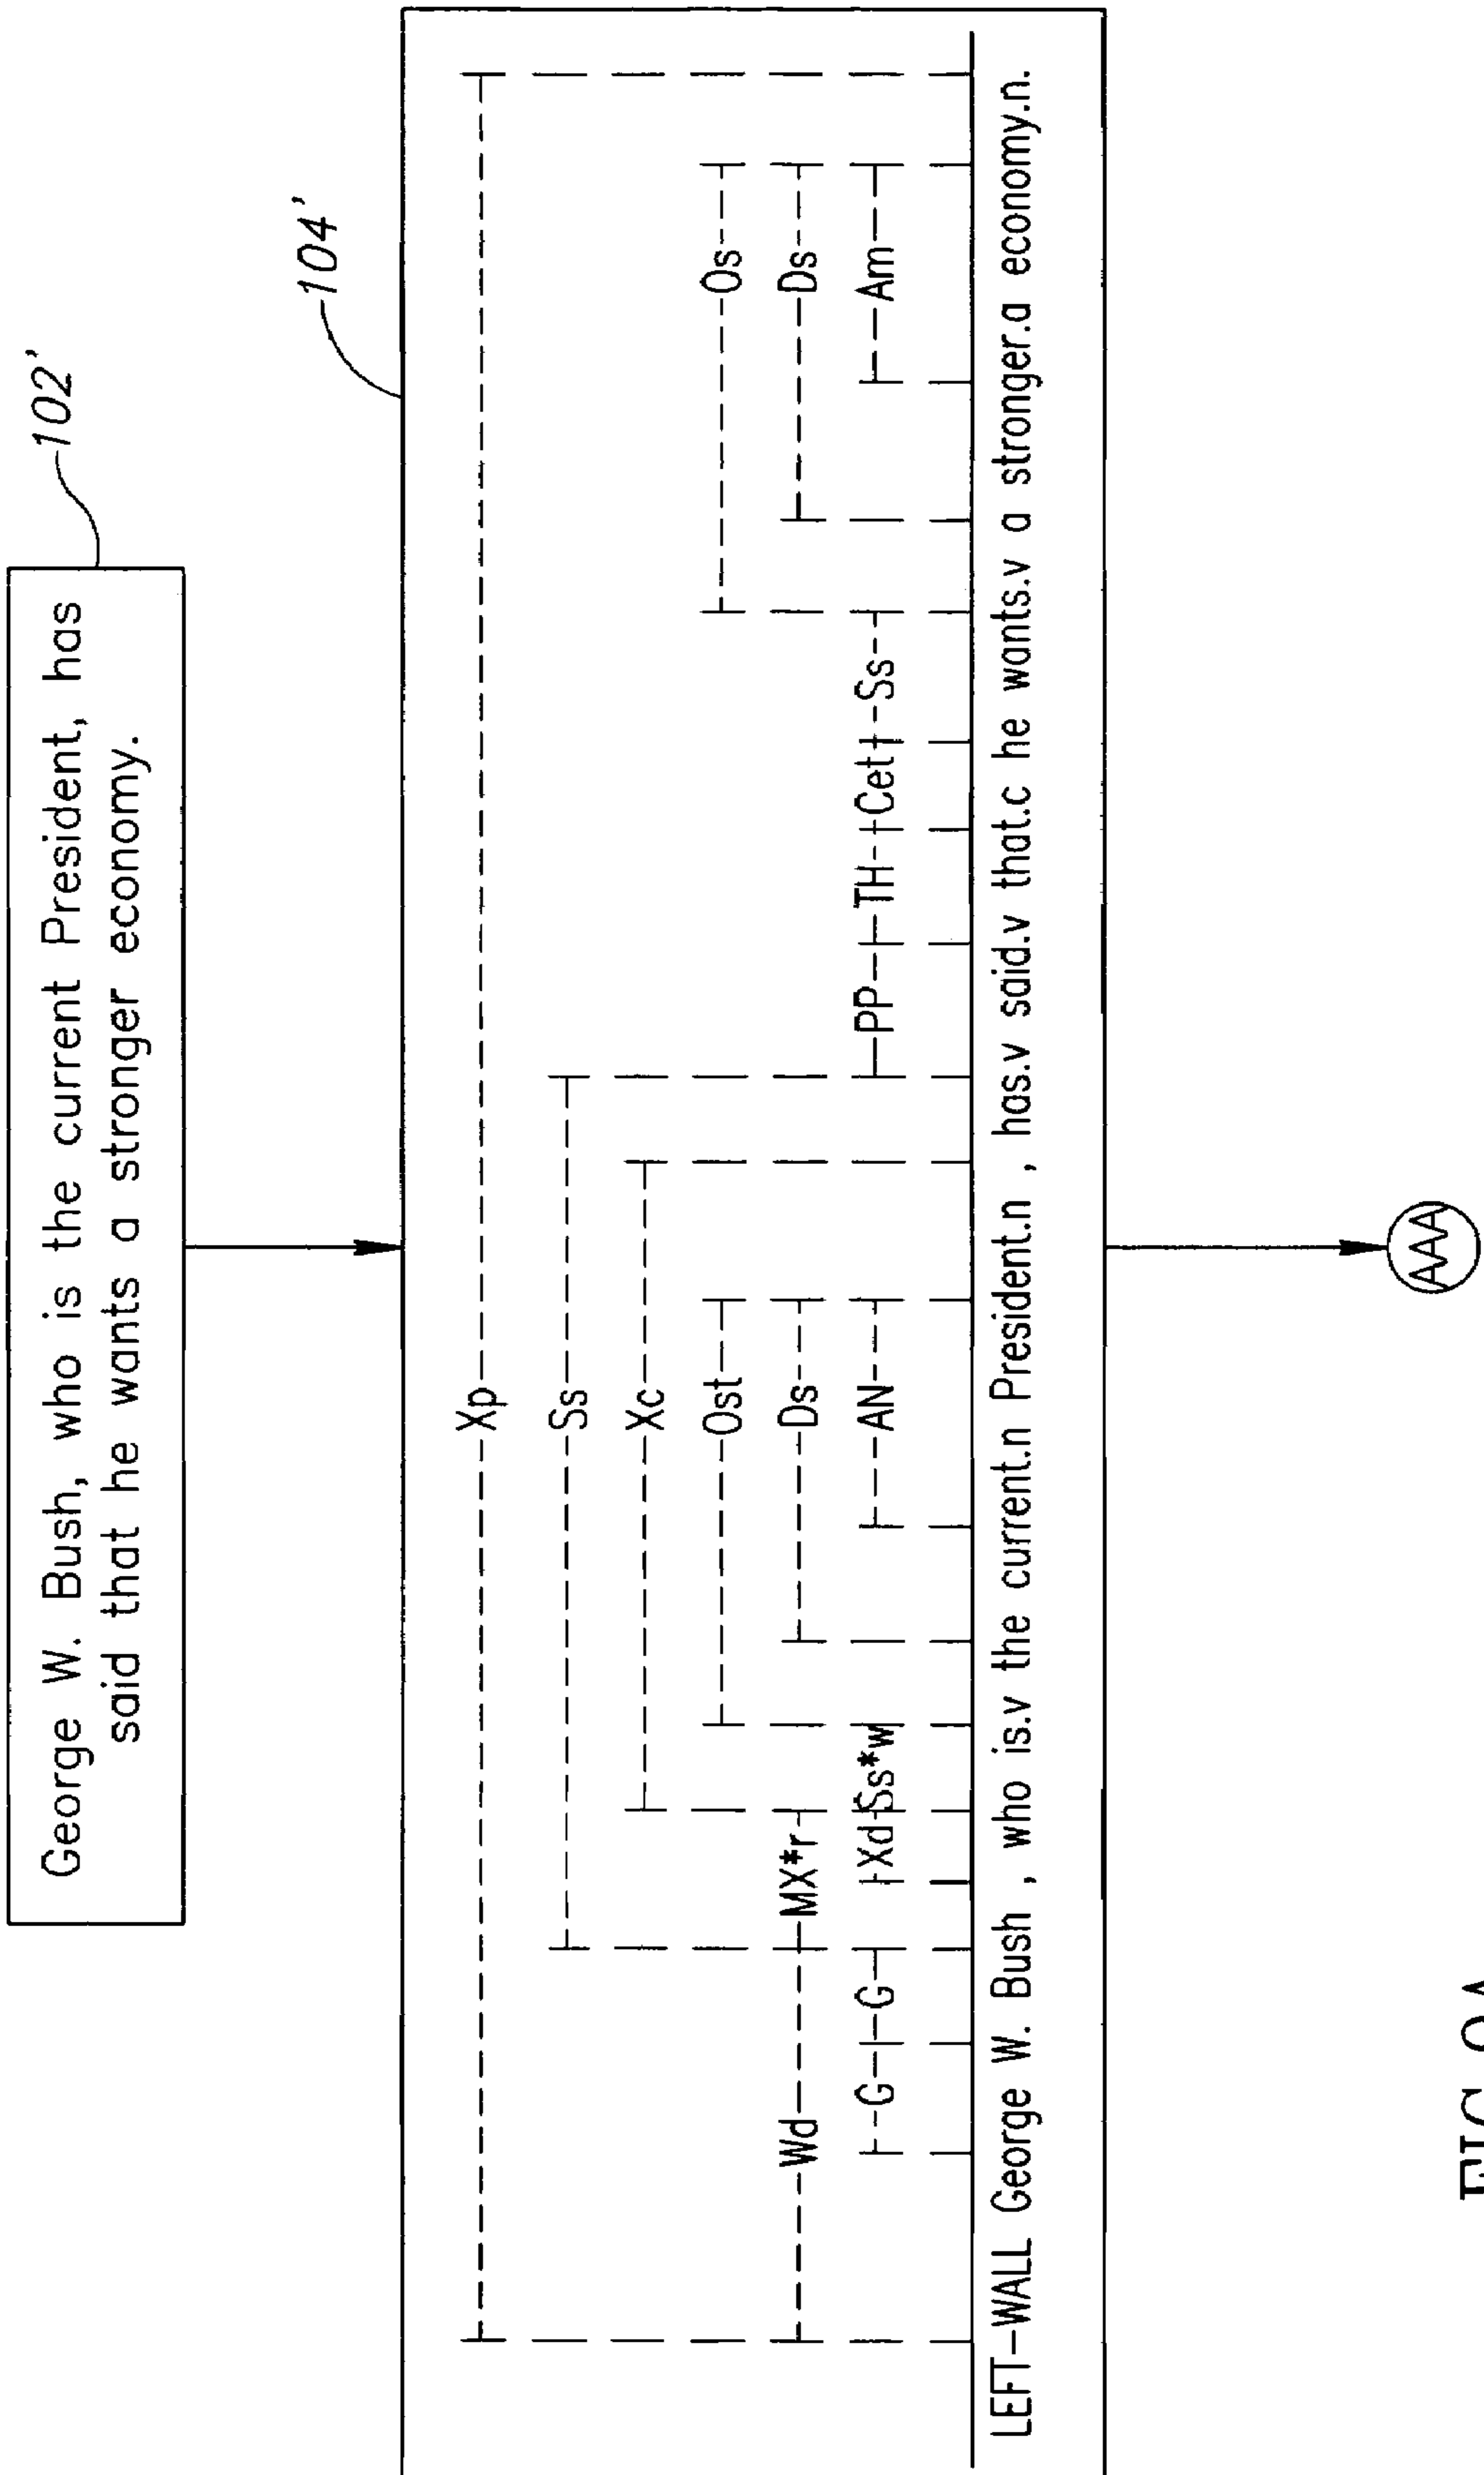 George W. Bush, who is the current President, has
said that he wants a stronger economy.
102'
104'
Xp
Ss
Xc
Ost
Os
Wd
MX*r
Ds
Ds
G
G
Xd
Ss*w
AN
PP
TH
Cet
Ss
Am
LEFT-WALL George W. Bush , who is.v the current.n President.n , has.v said.v that.c he wants.v a stronger.a economy.n.
AAA